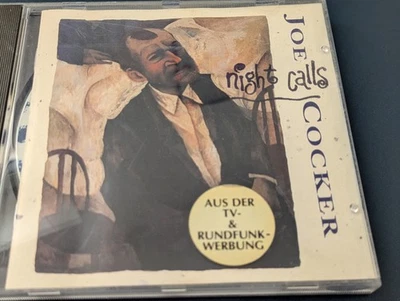 night calls
JOE COCKER
AUS DER
TV-
&
RUNDFUNK-
WERBUNG